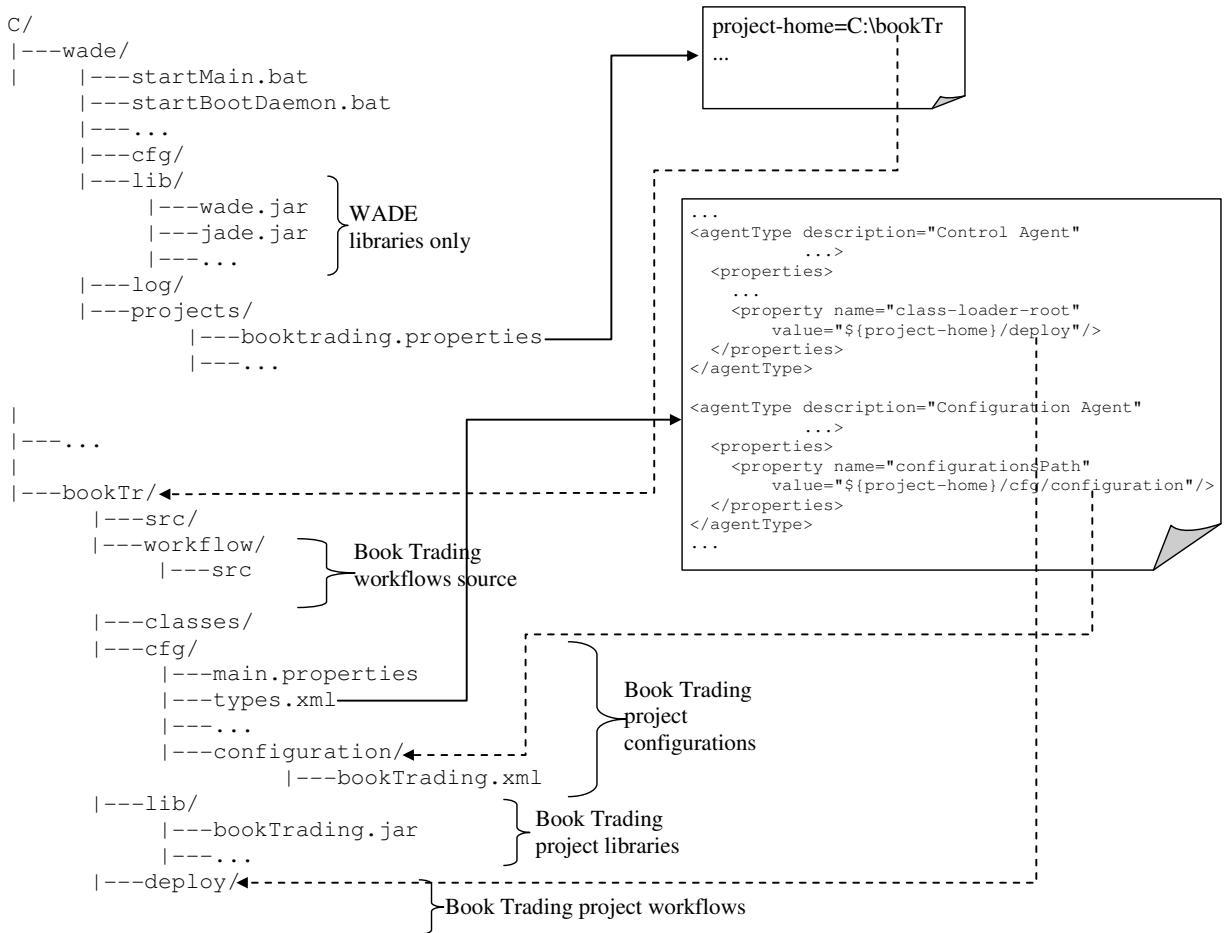 C/
|---wade/
|    |---startMain.bat
     |---startBootDaemon.bat
     |---...
     |---cfg/
     |---lib/
          |---wade.jar
          |---jade.jar
          |---...
WADE
libraries only
     |---log/
     |---projects/
             |---booktrading.properties
             |---...
|
|---...
|
|---bookTr/
      |---src/
      |---workflow/
           |---src
Book Trading
workflows source
      |---classes/
      |---cfg/
           |---main.properties
           |---types.xml
           |---...
           |---configuration/
                    |---bookTrading.xml
Book Trading
project
configurations
      |---lib/
           |---bookTrading.jar
           |---...
Book Trading
project libraries
      |---deploy/
Book Trading project workflows
project-home=C:\bookTr
...
...
<agentType description="Control Agent"
           ...>
  <properties>
    ...
    <property name="class-loader-root"
        value="${project-home}/deploy"/>
  </properties>
</agentType>
<agentType description="Configuration Agent"
           ...>
  <properties>
    <property name="configurationsPath"
        value="${project-home}/cfg/configuration"/>
  </properties>
</agentType>
...